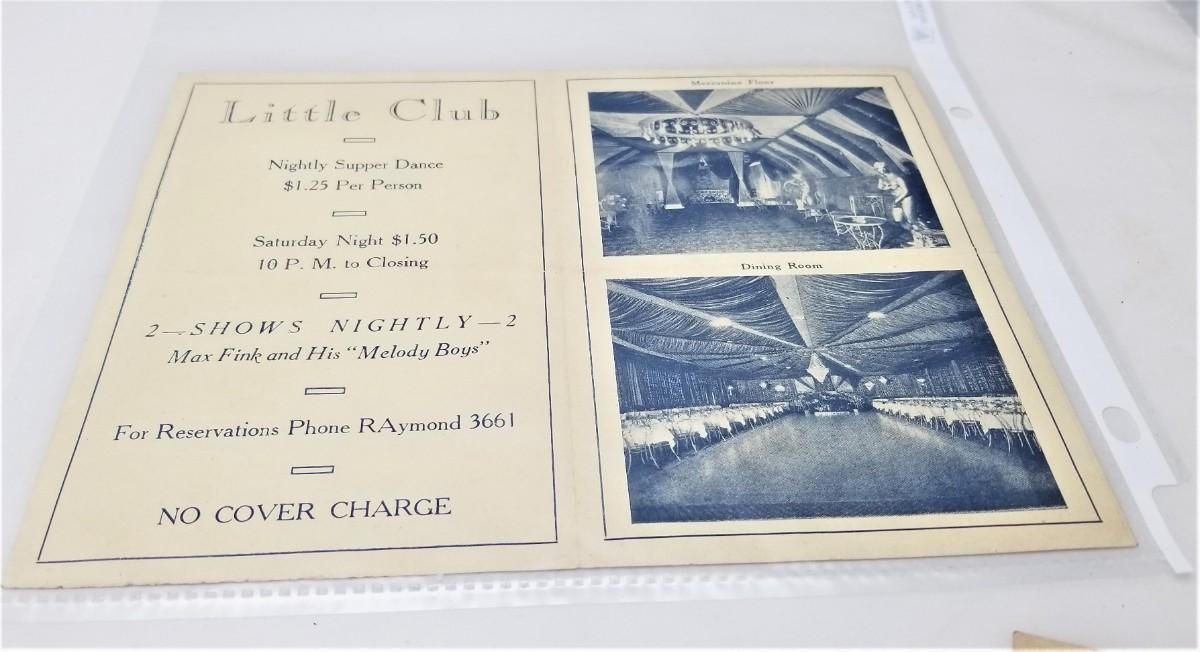 Little Club
Nightly Supper Dance
$1.25 Per Person
Saturday Night $1.50
10 P. M. to Closing
2—SHOWS NIGHTLY—2
Max Fink and His "Melody Boys"
For Reservations Phone RAymond 3661
NO COVER CHARGE
Mezzanine Floor
Dining Room